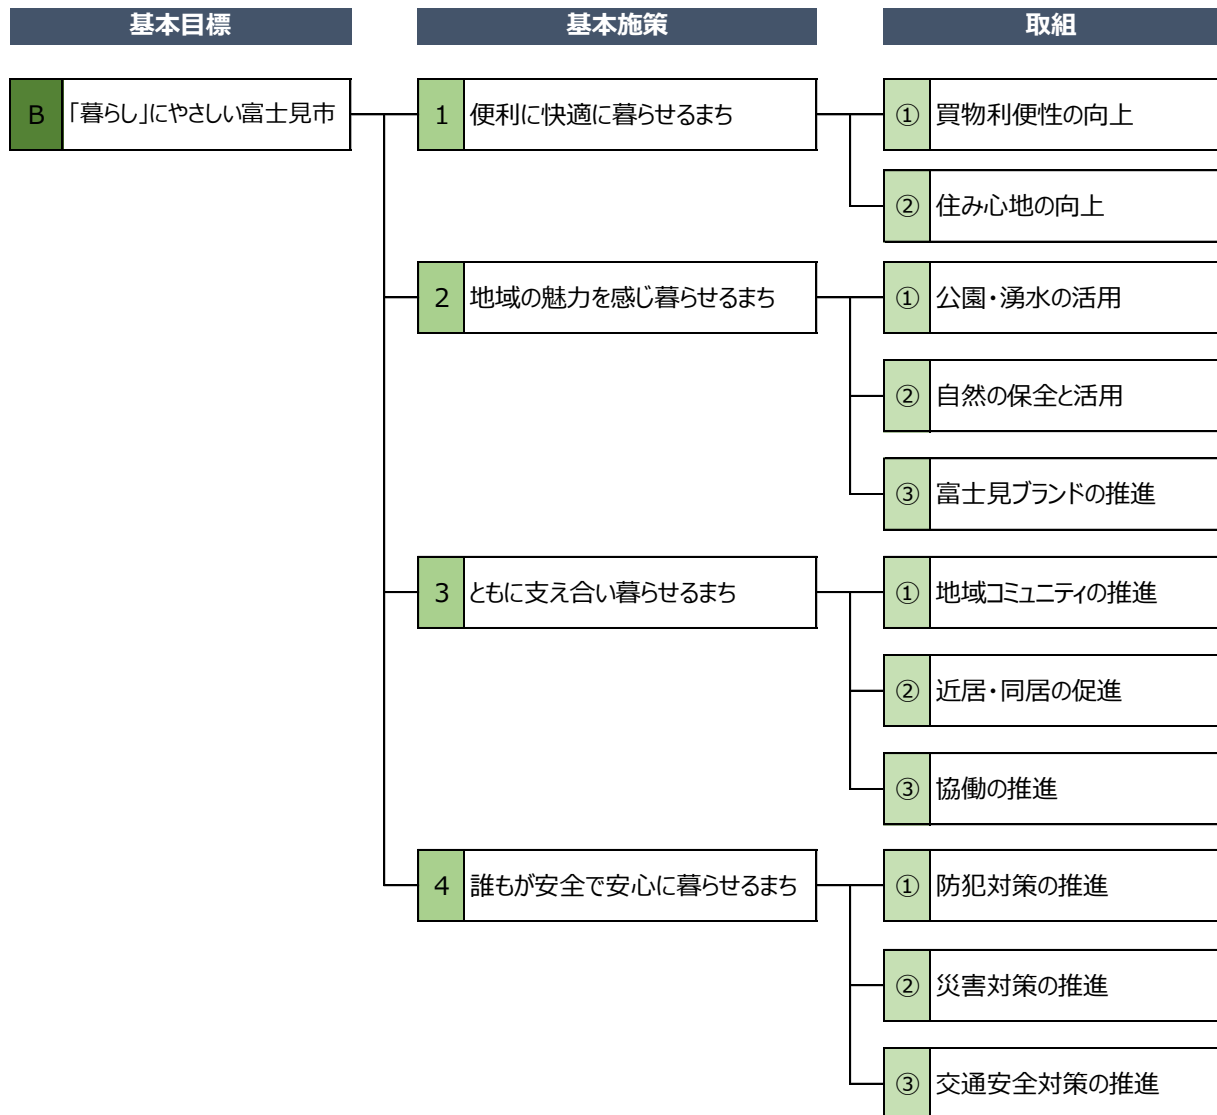 基本目標 基本施策 取組
B 「暮らし」にやさしい富士見市 1 便利に快適に暮らせるまち ① 買物利便性の向上
② 住み心地の向上
2 地域の魅力を感じ暮らせるまち ① 公園・湧水の活用
② 自然の保全と活用
③ 富士見ブランドの推進
3 ともに支え合い暮らせるまち ① 地域コミュニティの推進
② 近居・同居の促進
③ 協働の推進
4 誰もが安全で安心に暮らせるまち ① 防犯対策の推進
② 災害対策の推進
③ 交通安全対策の推進